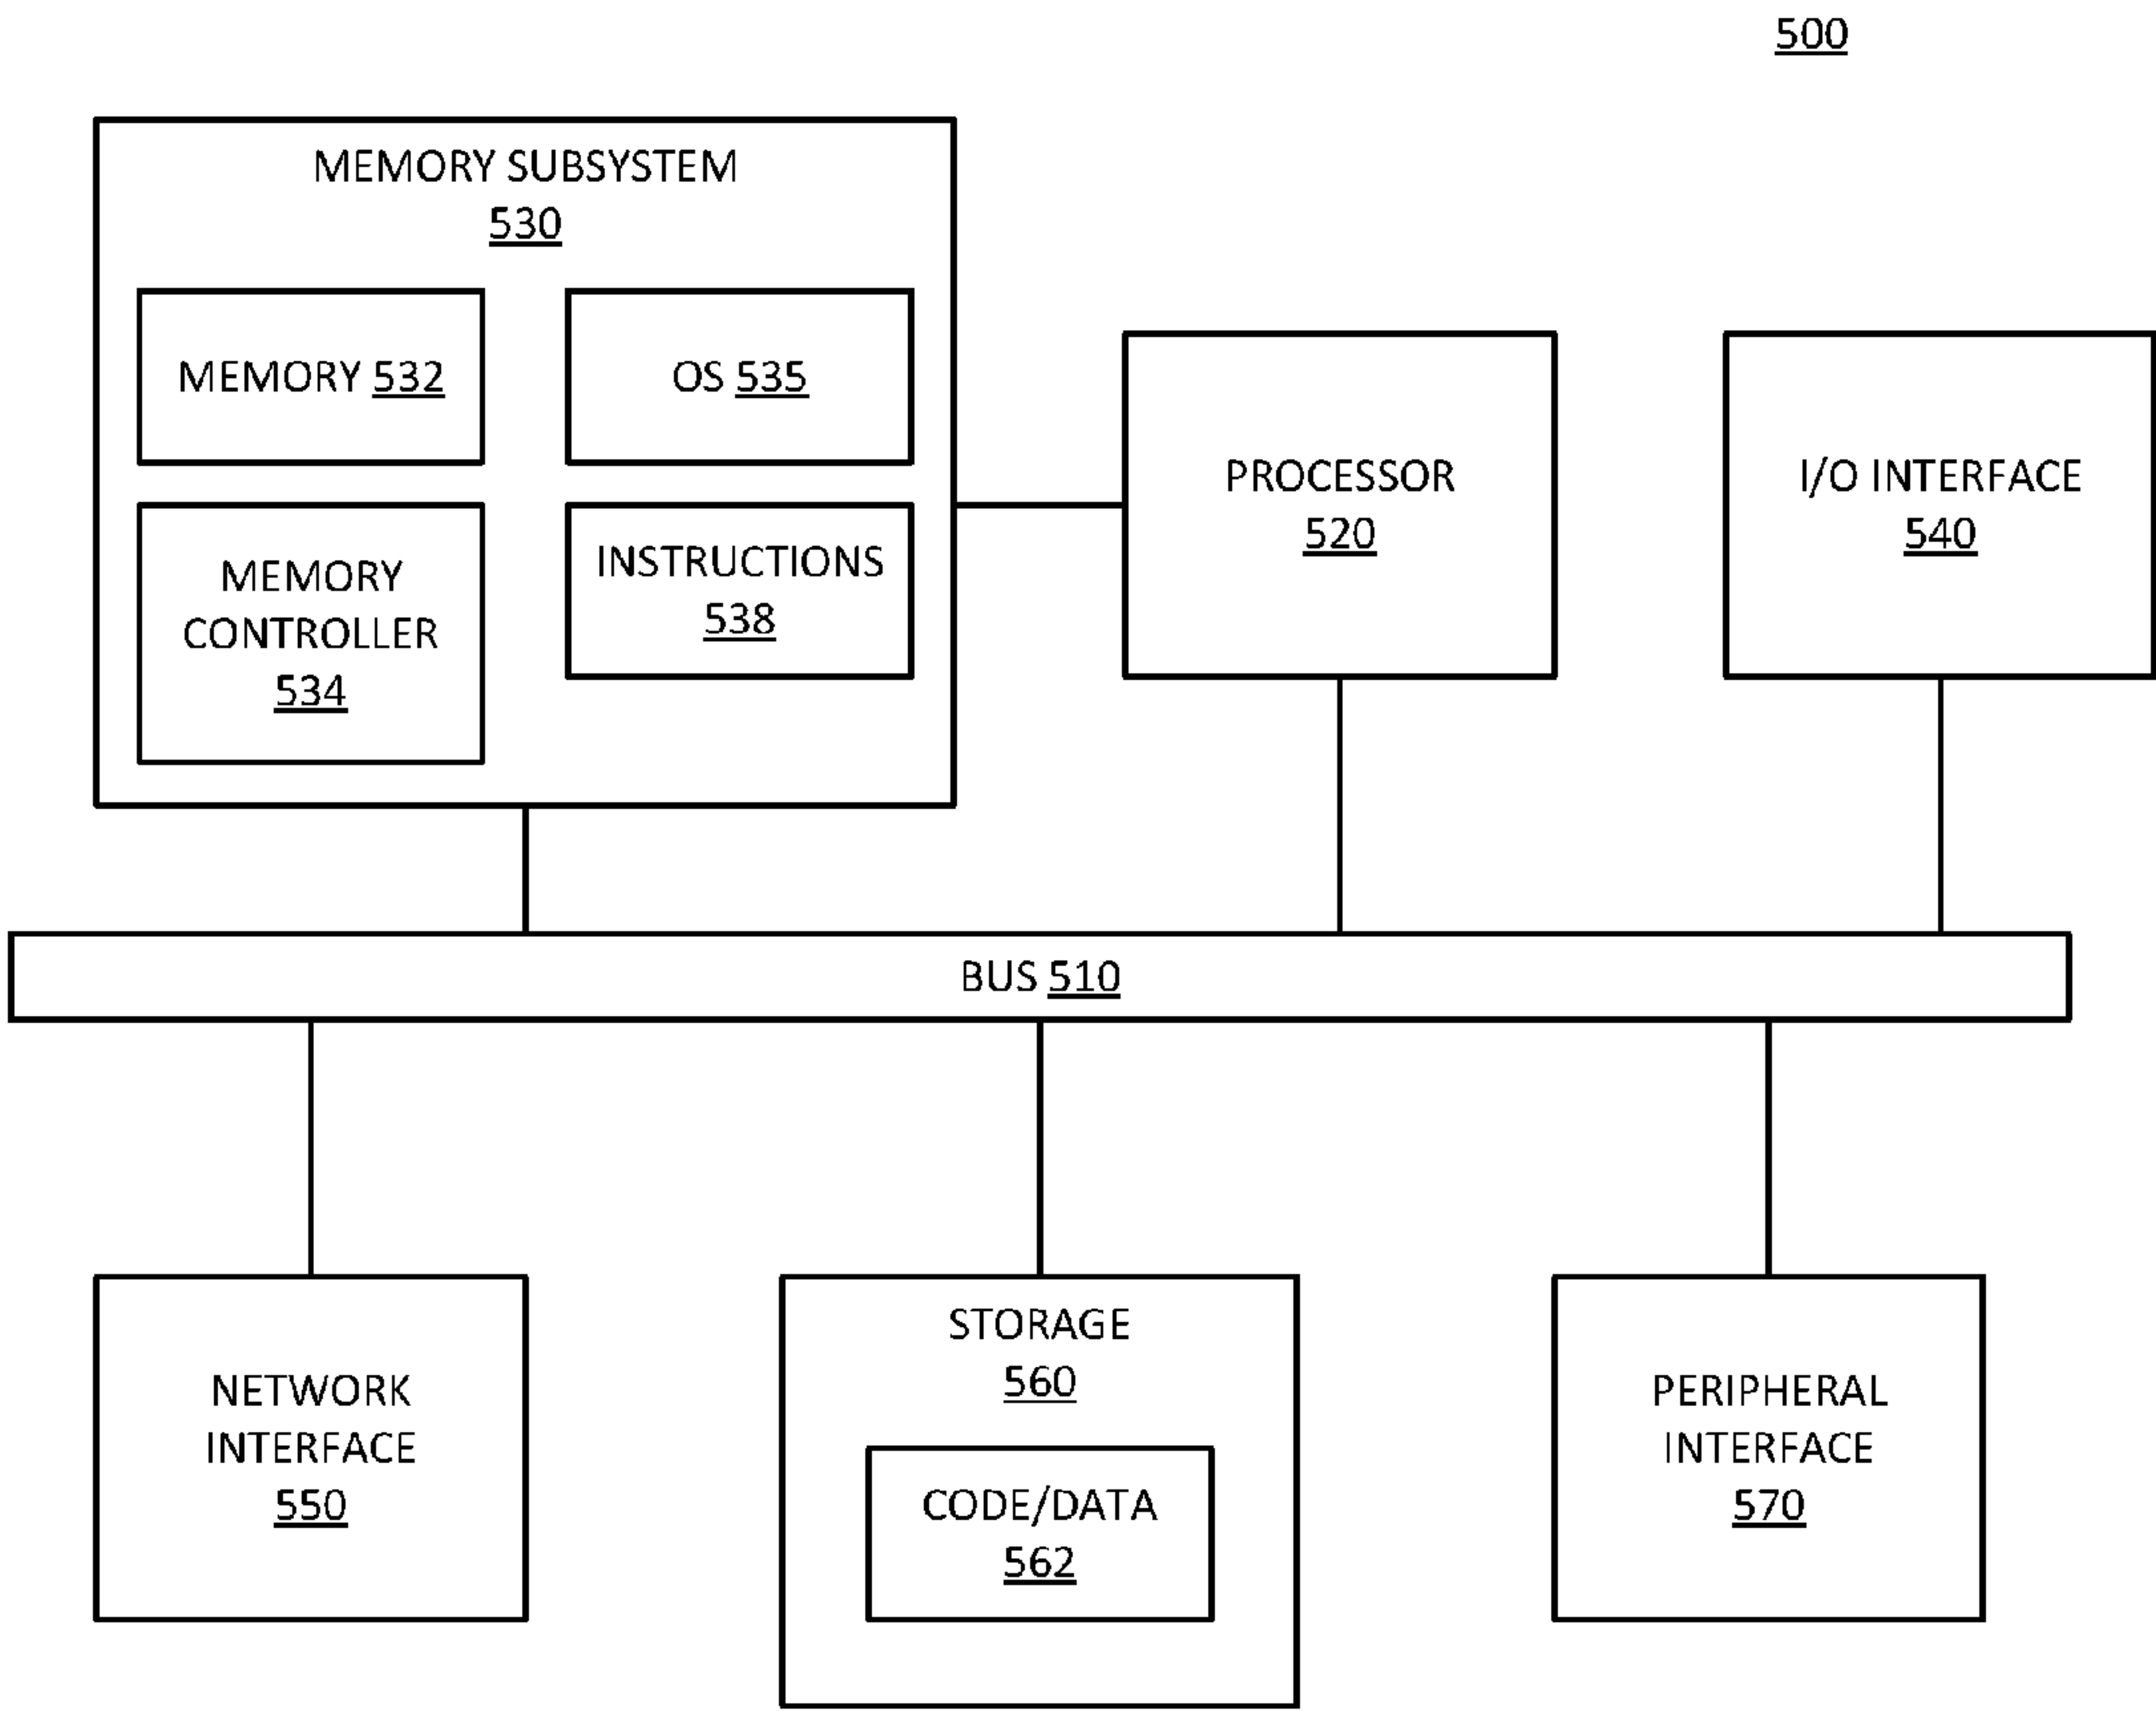 500
MEMORY SUBSYSTEM
530
MEMORY 532
OS 535
MEMORY
CONTROLLER
534
INSTRUCTIONS
538
PROCESSOR
520
I/O INTERFACE
540
BUS 510
NETWORK
INTERFACE
550
STORAGE
560
CODE/DATA
562
PERIPHERAL
INTERFACE
570